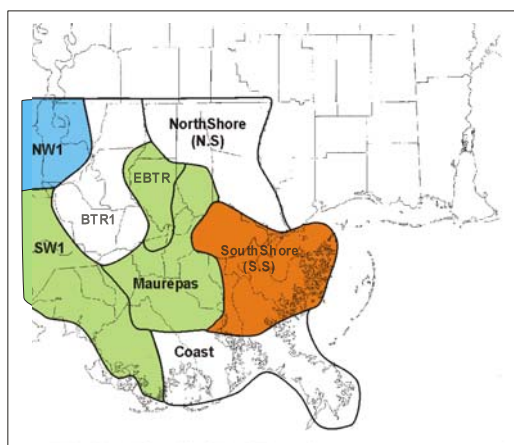 NorthShore
(N.S)
NW1
EBTR
BTR1
SW1
SouthShore
(S.S)
Maurepas
Coast